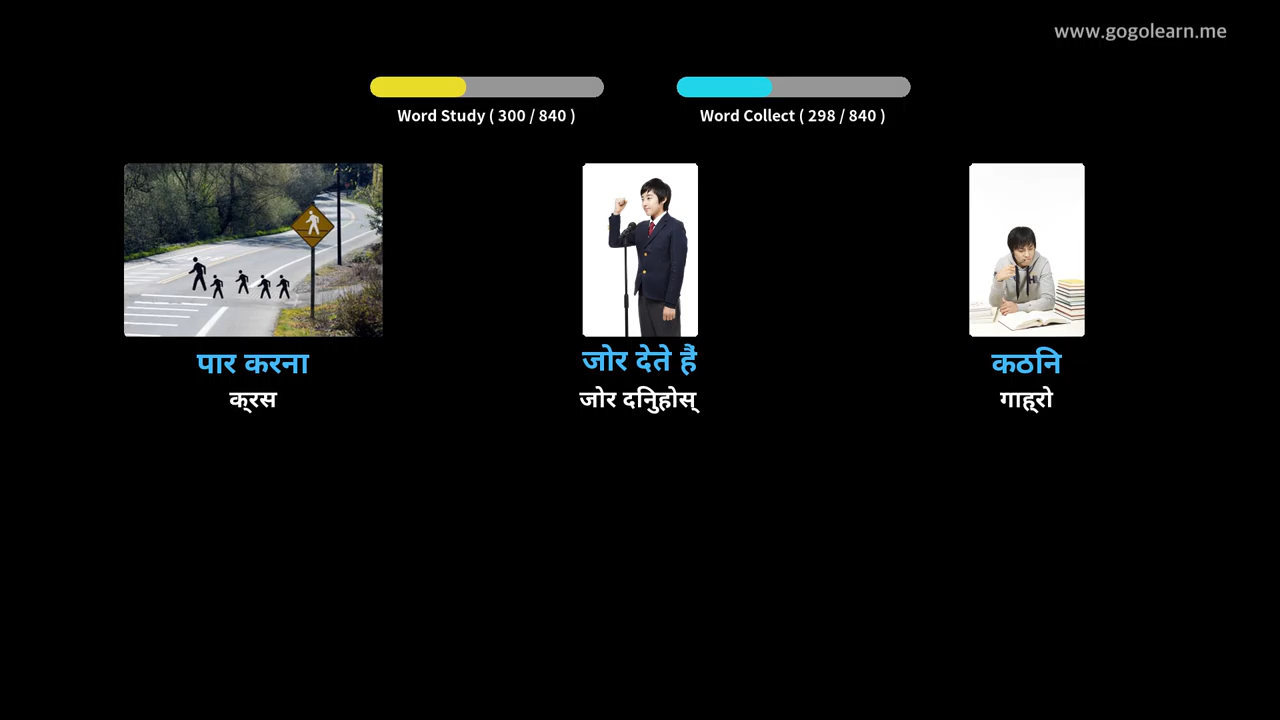 www.gogolearn.me
Word Study ( 300 / 840 )
Word Collect ( 298 / 840 )
पार करना
जोर देते हैं
कठनि
क्रस
जोर दनिुहोस्
गाह्रो